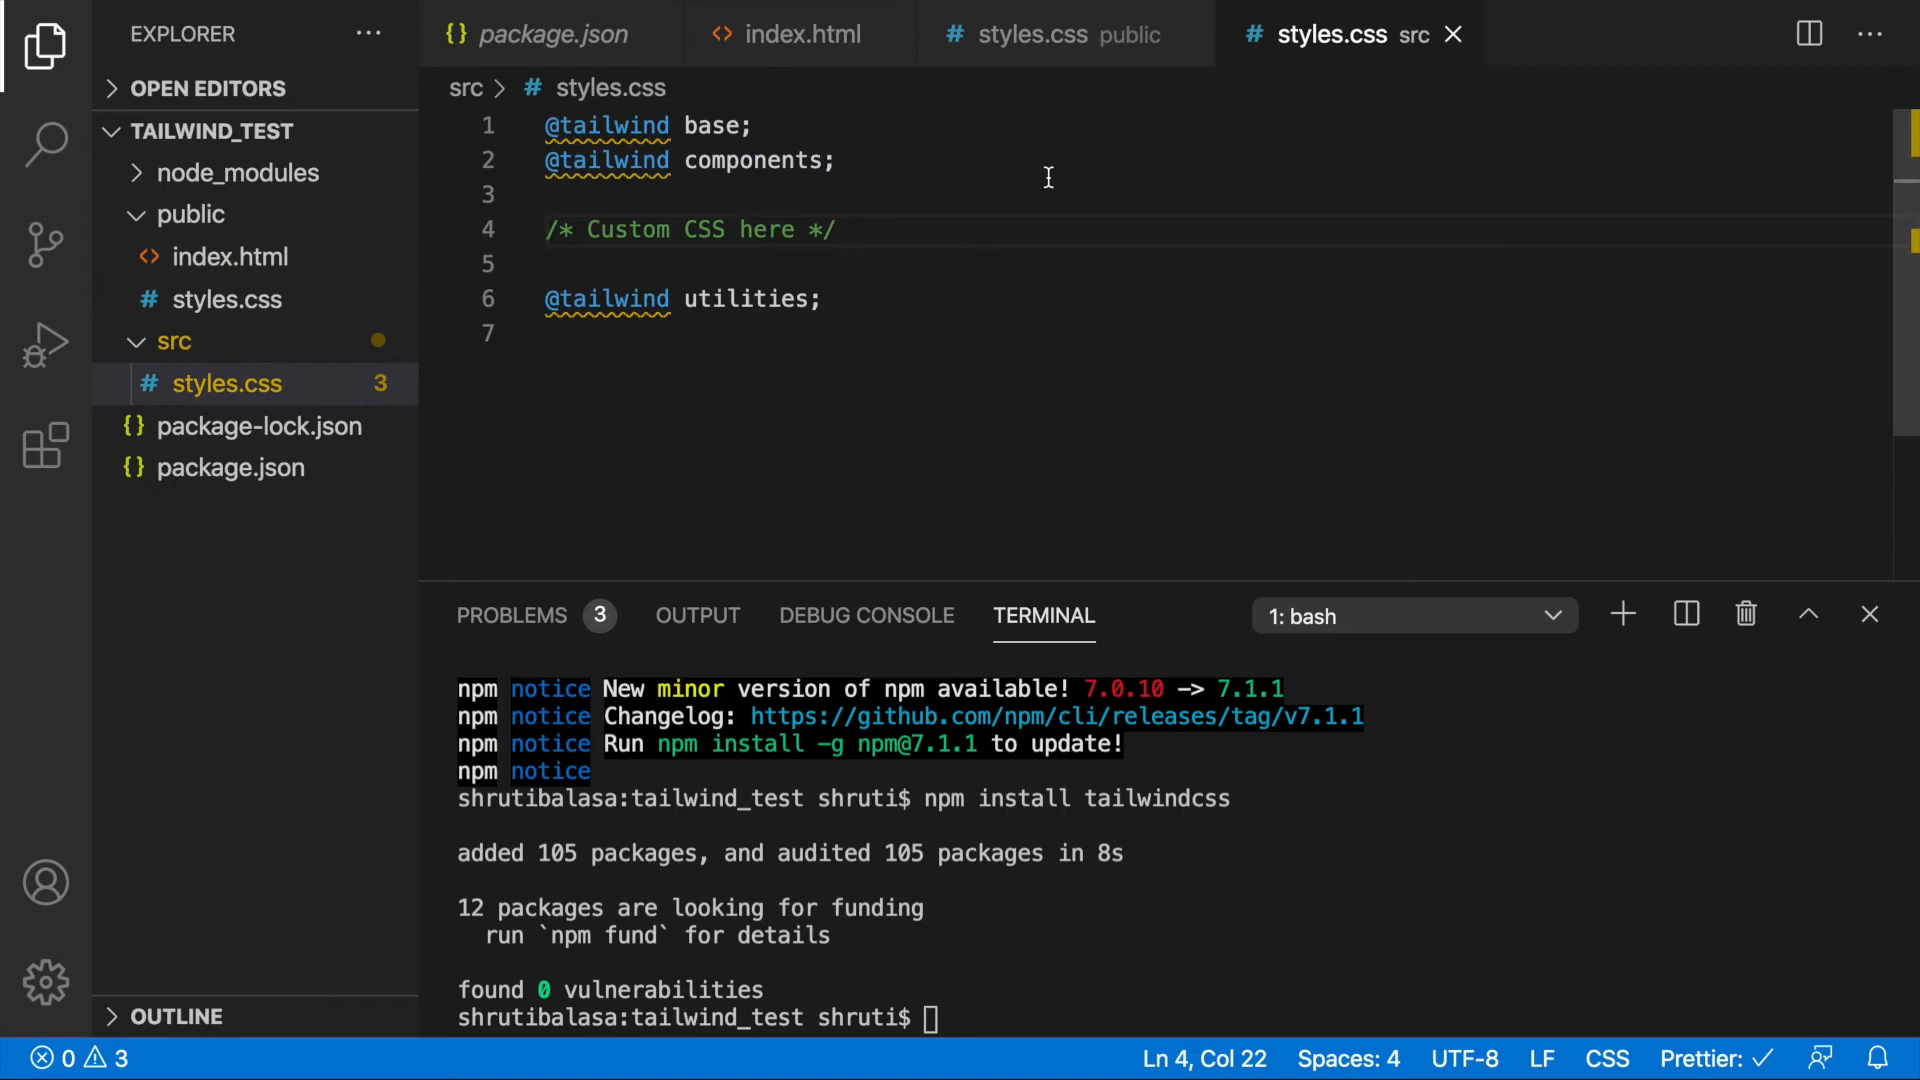 EXPLORER
OPEN EDITORS
TAILWIND_TEST
node_modules
public
index.html
# styles.css
src
# styles.css 3
{} package-lock.json
{} package.json
OUTLINE
{} package.json
<> index.html
# styles.css public
# styles.css src
src > # styles.css
1 @tailwind base;
2 @tailwind components;
3
4 /* Custom CSS here */
5
6 @tailwind utilities;
7
PROBLEMS 3 OUTPUT DEBUG CONSOLE TERMINAL 1: bash
npm notice New minor version of npm available! 7.0.10 -> 7.1.1
npm notice Changelog: https://github.com/npm/cli/releases/tag/v7.1.1
npm notice Run npm install -g npm@7.1.1 to update!
npm notice
shrutibalasa:tailwind_test shruti$ npm install tailwindcss
added 105 packages, and audited 105 packages in 8s
12 packages are looking for funding
run `npm fund` for details
found 0 vulnerabilities
shrutibalasa:tailwind_test shruti$
0 3 Ln 4, Col 22 Spaces: 4 UTF-8 LF CSS Prettier: ✓